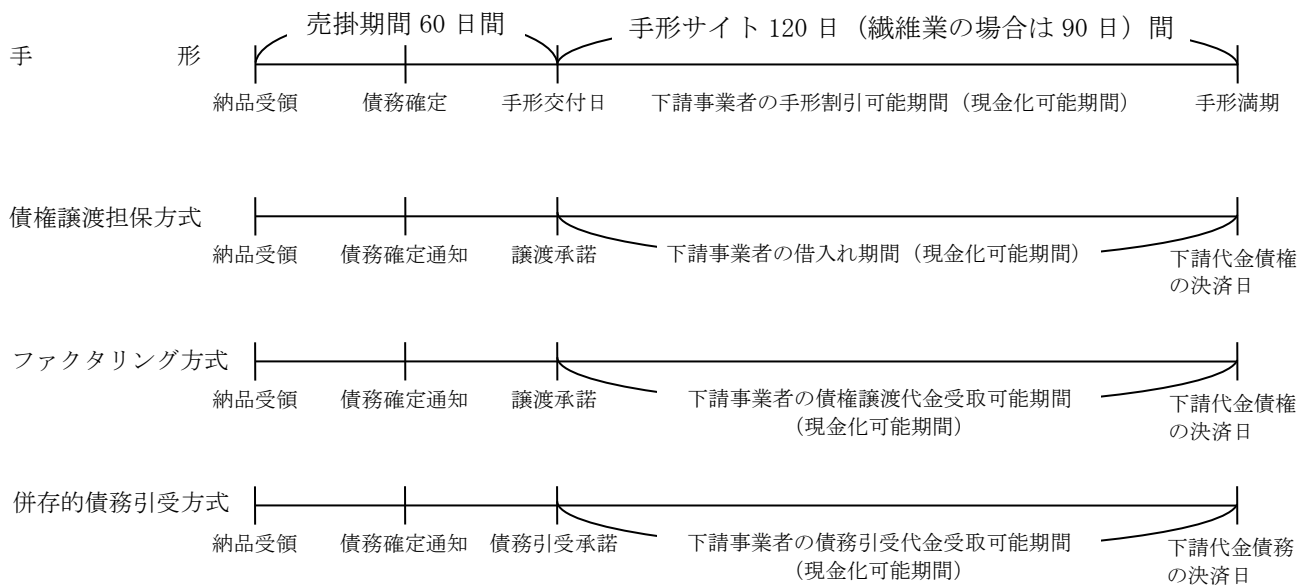 売掛期間 60 日間
手形サイト 120 日（繊維業の場合は 90 日）間
手形
納品受領
債務確定
手形交付日
下請事業者の手形割引可能期間（現金化可能期間）
手形満期
債権譲渡担保方式
納品受領
債務確定通知
譲渡承諾
下請事業者の借入れ期間（現金化可能期間）
下請代金債権
の決済日
ファクタリング方式
納品受領
債務確定通知
譲渡承諾
下請事業者の債権譲渡代金受取可能期間
（現金化可能期間）
下請代金債権
の決済日
併存的債務引受方式
納品受領
債務確定通知
債務引受承諾
下請事業者の債務引受代金受取可能期間
（現金化可能期間）
下請代金債務
の決済日